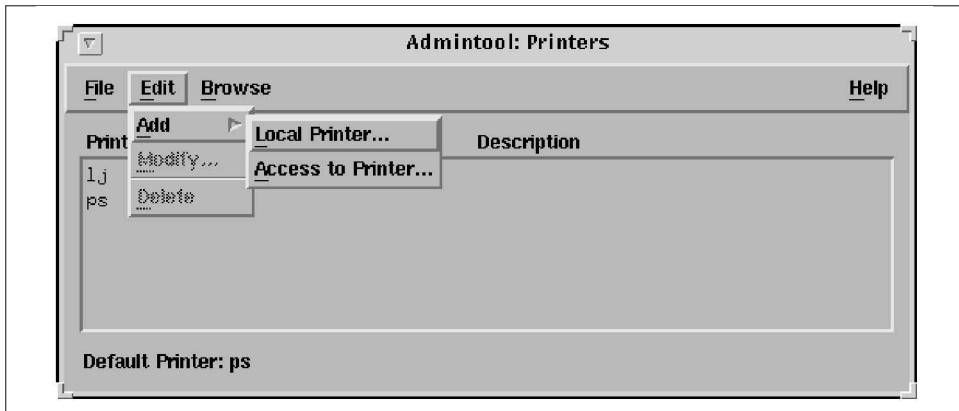 Admintool: Printers
File Edit Browse Help
Print Description
Add
Modify...
Delete
Local Printer...
Access to Printer...
lj
ps
Default Printer: ps